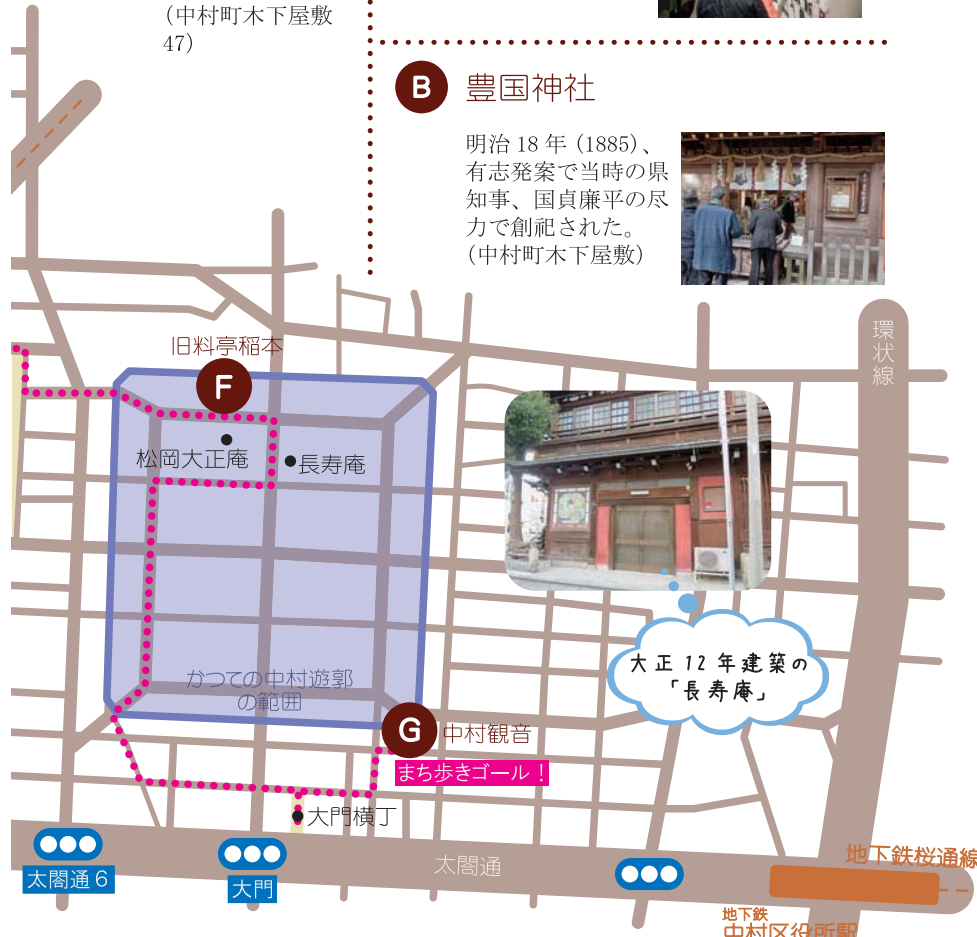 (中村町木下屋敷
47)
B 豊国神社
明治 18 年 (1885)、
有志発案で当時の県
知事、国貞廉平の尽
力で創祀された。
(中村町木下屋敷)
環状線
旧料亭稲本
F
松岡大正庵
長寿庵
大正 12 年建築の
「長寿庵」
かつての中村遊郭
の範囲
G 中村観音
まち歩きゴール！
大門横丁
太閤通
太閤通 6
大門
地下鉄桜通線
地下鉄
中村区役所駅